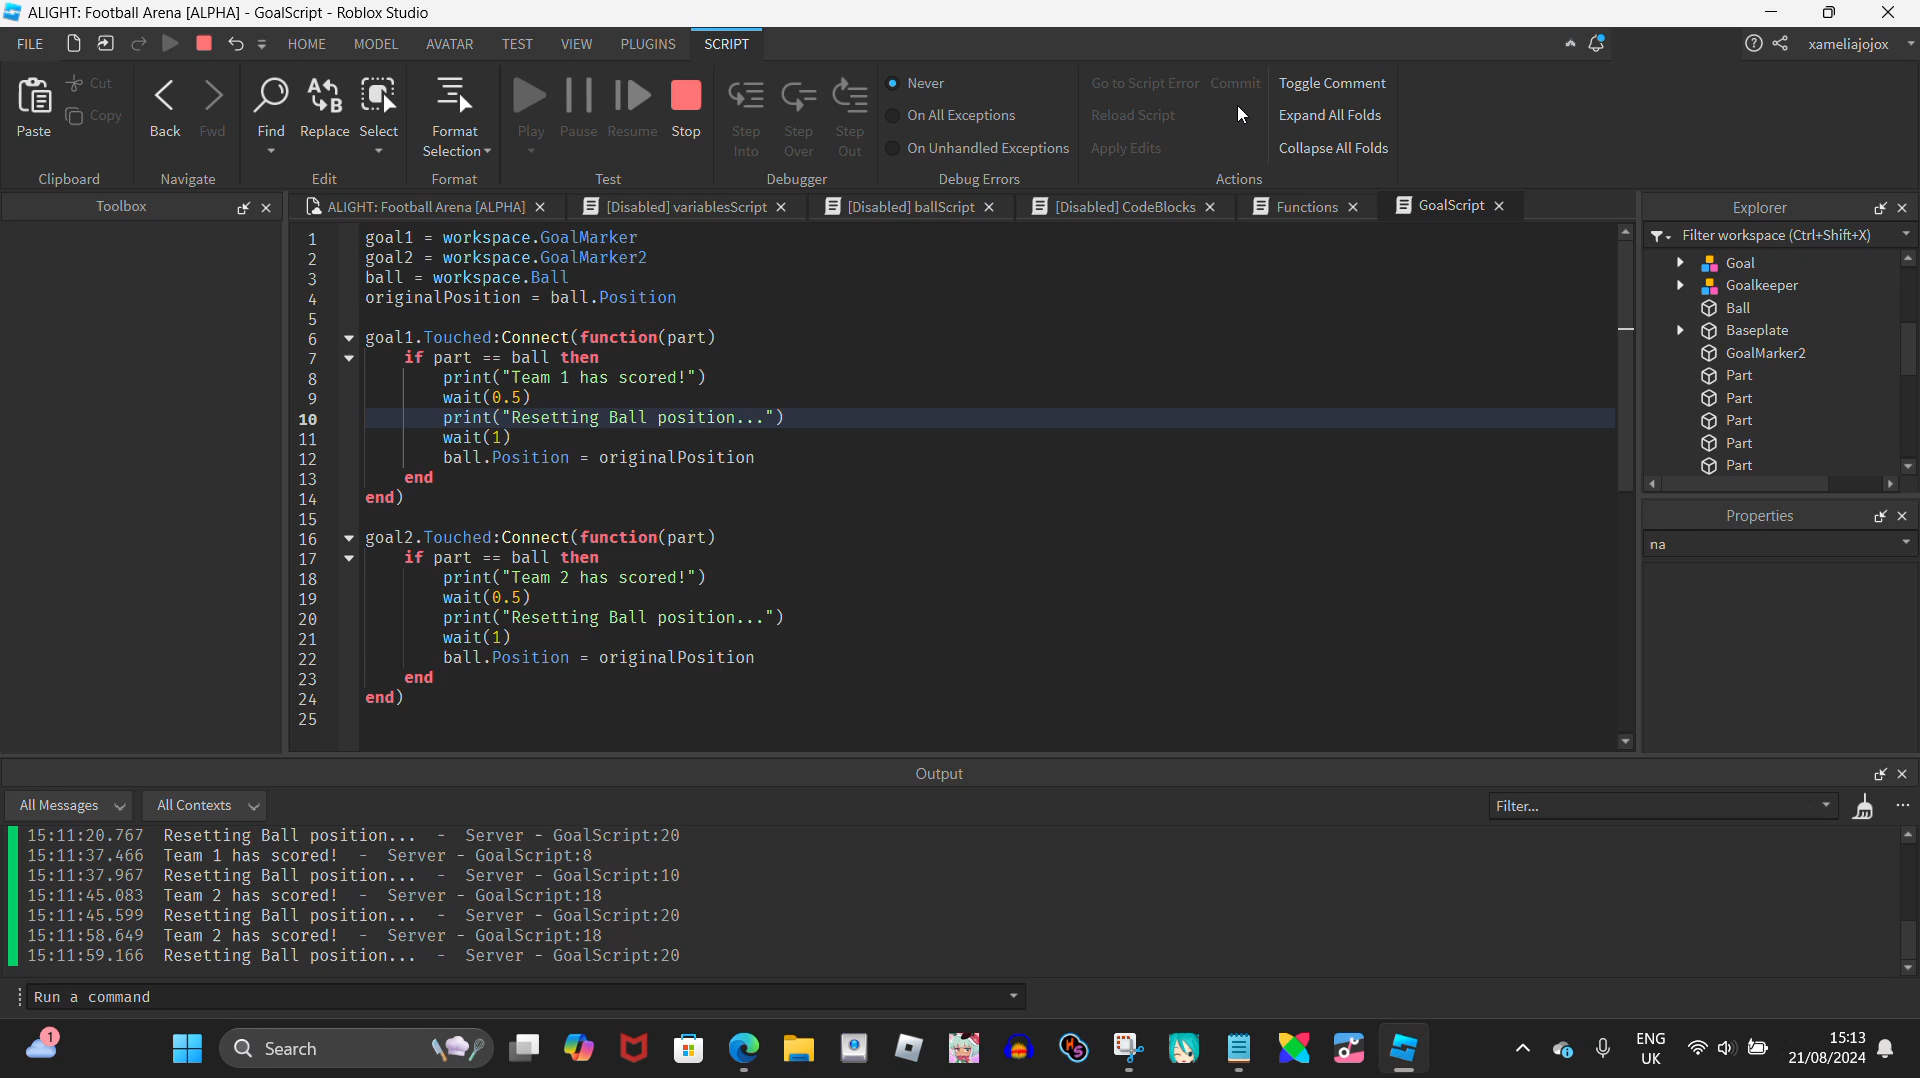 ALIGHT: Football Arena [ALPHA] - GoalScript - Roblox Studio
FILE HOME MODEL AVATAR TEST VIEW PLUGINS SCRIPT xameliajojox
Paste Cut Copy Back Fwd Find Replace Select Format Selection Play Pause Resume Stop Step Into Step Over Step Out
Never
On All Exceptions
On Unhandled Exceptions
Go to Script Error Commit
Reload Script
Apply Edits
Toggle Comment
Expand All Folds
Collapse All Folds
Clipboard Navigate Edit Format Test Debugger Debug Errors Actions
Toolbox
ALIGHT: Football Arena [ALPHA] [Disabled] variablesScript [Disabled] ballScript [Disabled] CodeBlocks Functions GoalScript
1 goal1 = workspace.GoalMarker
2 goal2 = workspace.GoalMarker2
3 ball = workspace.Ball
4 originalPosition = ball.Position
5
6 goal1.Touched:Connect(function(part)
7 if part == ball then
8 print("Team 1 has scored!")
9 wait(0.5)
10 print("Resetting Ball position...")
11 wait(1)
12 ball.Position = originalPosition
13 end
14 end)
15
16 goal2.Touched:Connect(function(part)
17 if part == ball then
18 print("Team 2 has scored!")
19 wait(0.5)
20 print("Resetting Ball position...")
21 wait(1)
22 ball.Position = originalPosition
23 end
24 end)
25
Explorer
Filter workspace (Ctrl+Shift+X)
Goal
Goalkeeper
Ball
Baseplate
GoalMarker2
Part
Part
Part
Part
Part
Properties
na
Output
All Messages All Contexts Filter...
15:11:20.767 Resetting Ball position... - Server - GoalScript:20
15:11:37.466 Team 1 has scored! - Server - GoalScript:8
15:11:37.967 Resetting Ball position... - Server - GoalScript:10
15:11:45.083 Team 2 has scored! - Server - GoalScript:18
15:11:45.599 Resetting Ball position... - Server - GoalScript:20
15:11:58.649 Team 2 has scored! - Server - GoalScript:18
15:11:59.166 Resetting Ball position... - Server - GoalScript:20
Run a command
1
Search
ENG
UK
15:13
21/08/2024